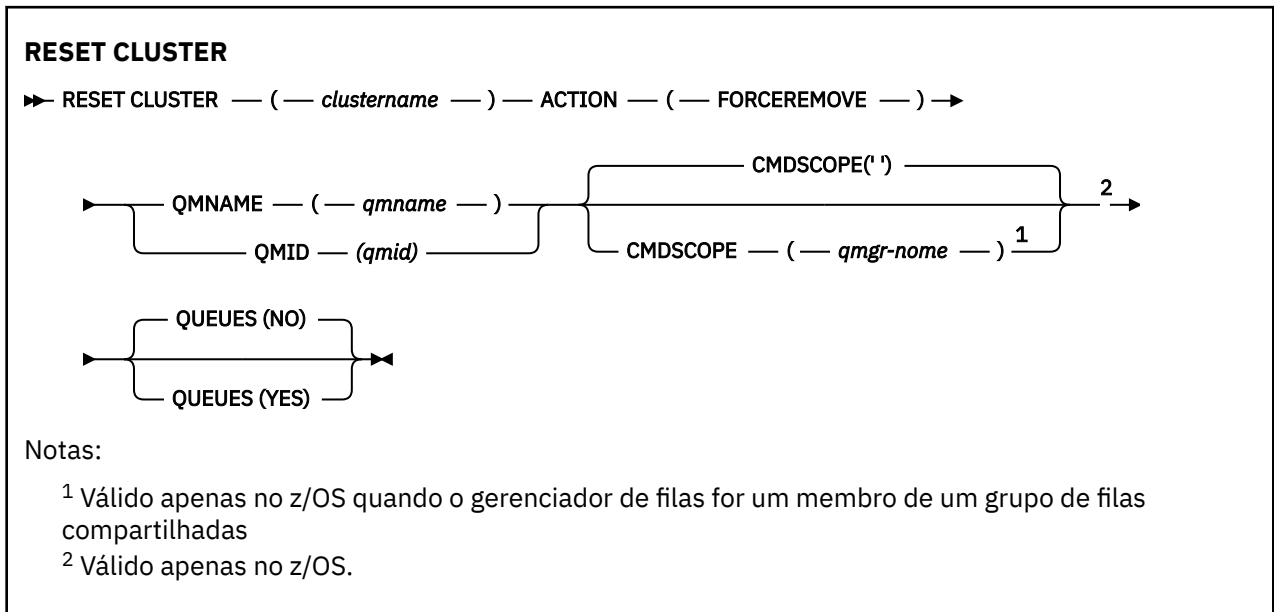 RESET CLUSTER
RESET CLUSTER ( clustername ) ACTION ( FORCEREMOVE )
CMDSCOPE(' ')
QMNAME ( qmname ) 2
QMID (qmid) CMDSCOPE ( qmgr-nome ) 1
QUEUES (NO)
QUEUES (YES)
Notas:
1 Válido apenas no z/OS quando o gerenciador de filas for um membro de um grupo de filas
compartilhadas
2 Válido apenas no z/OS.